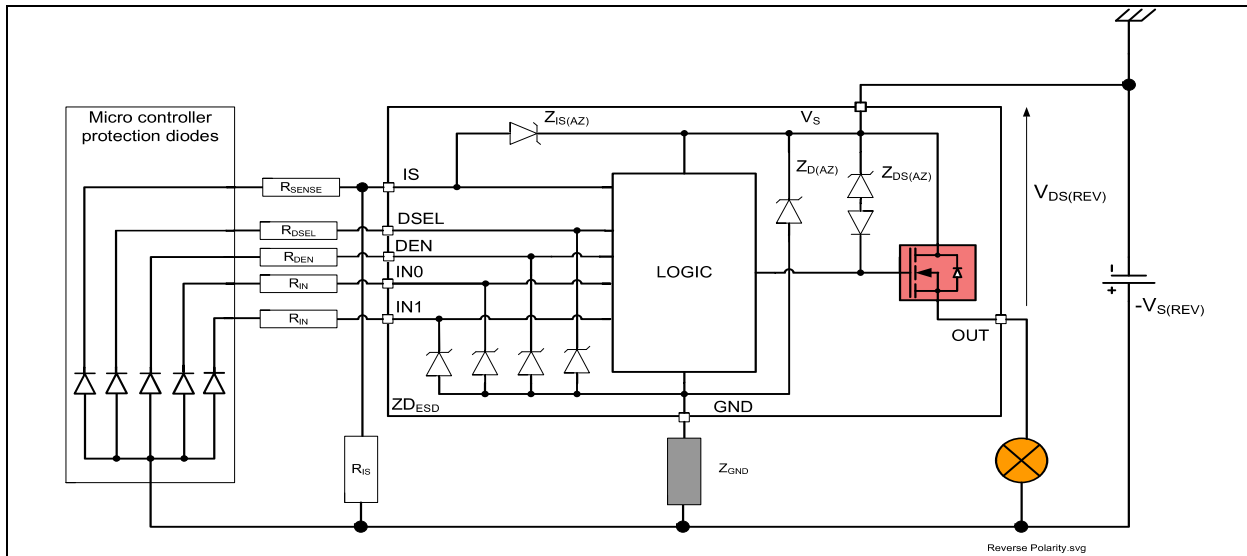 Micro controller
protection diodes
Z_IS(AZ)
V_S
Z_D(AZ)
Z_DS(AZ)
V_DS(REV)
R_SENSE
IS
R_DSEL
DSEL
R_DEN
DEN
R_IN
IN0
R_IN
IN1
LOGIC
-
+
-V_S(REV)
OUT
ZD_ESD
GND
R_IS
Z_GND
Reverse Polarity.svg